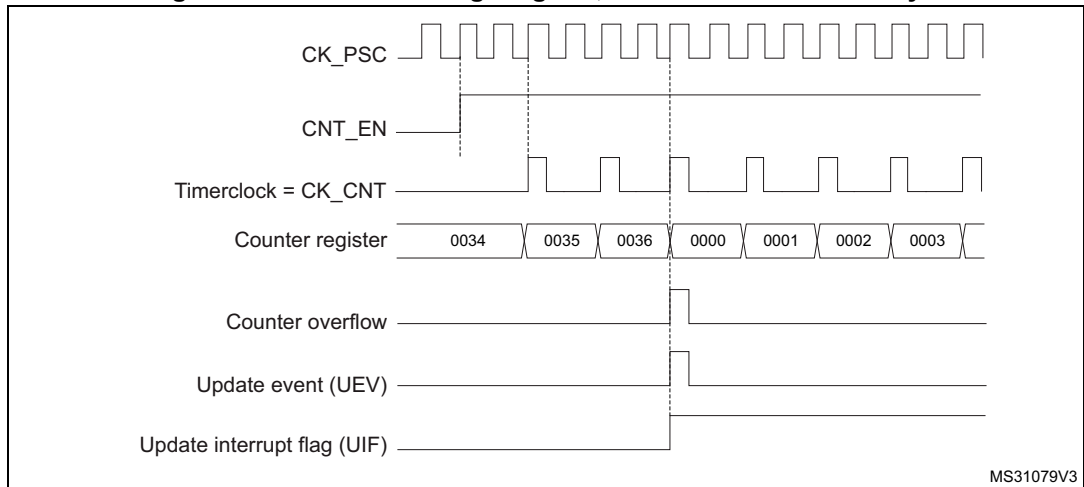 CK_PSC
CNT_EN
Timerclock = CK_CNT
Counter register 0034 0035 0036 0000 0001 0002 0003
Counter overflow
Update event (UEV)
Update interrupt flag (UIF)
MS31079V3